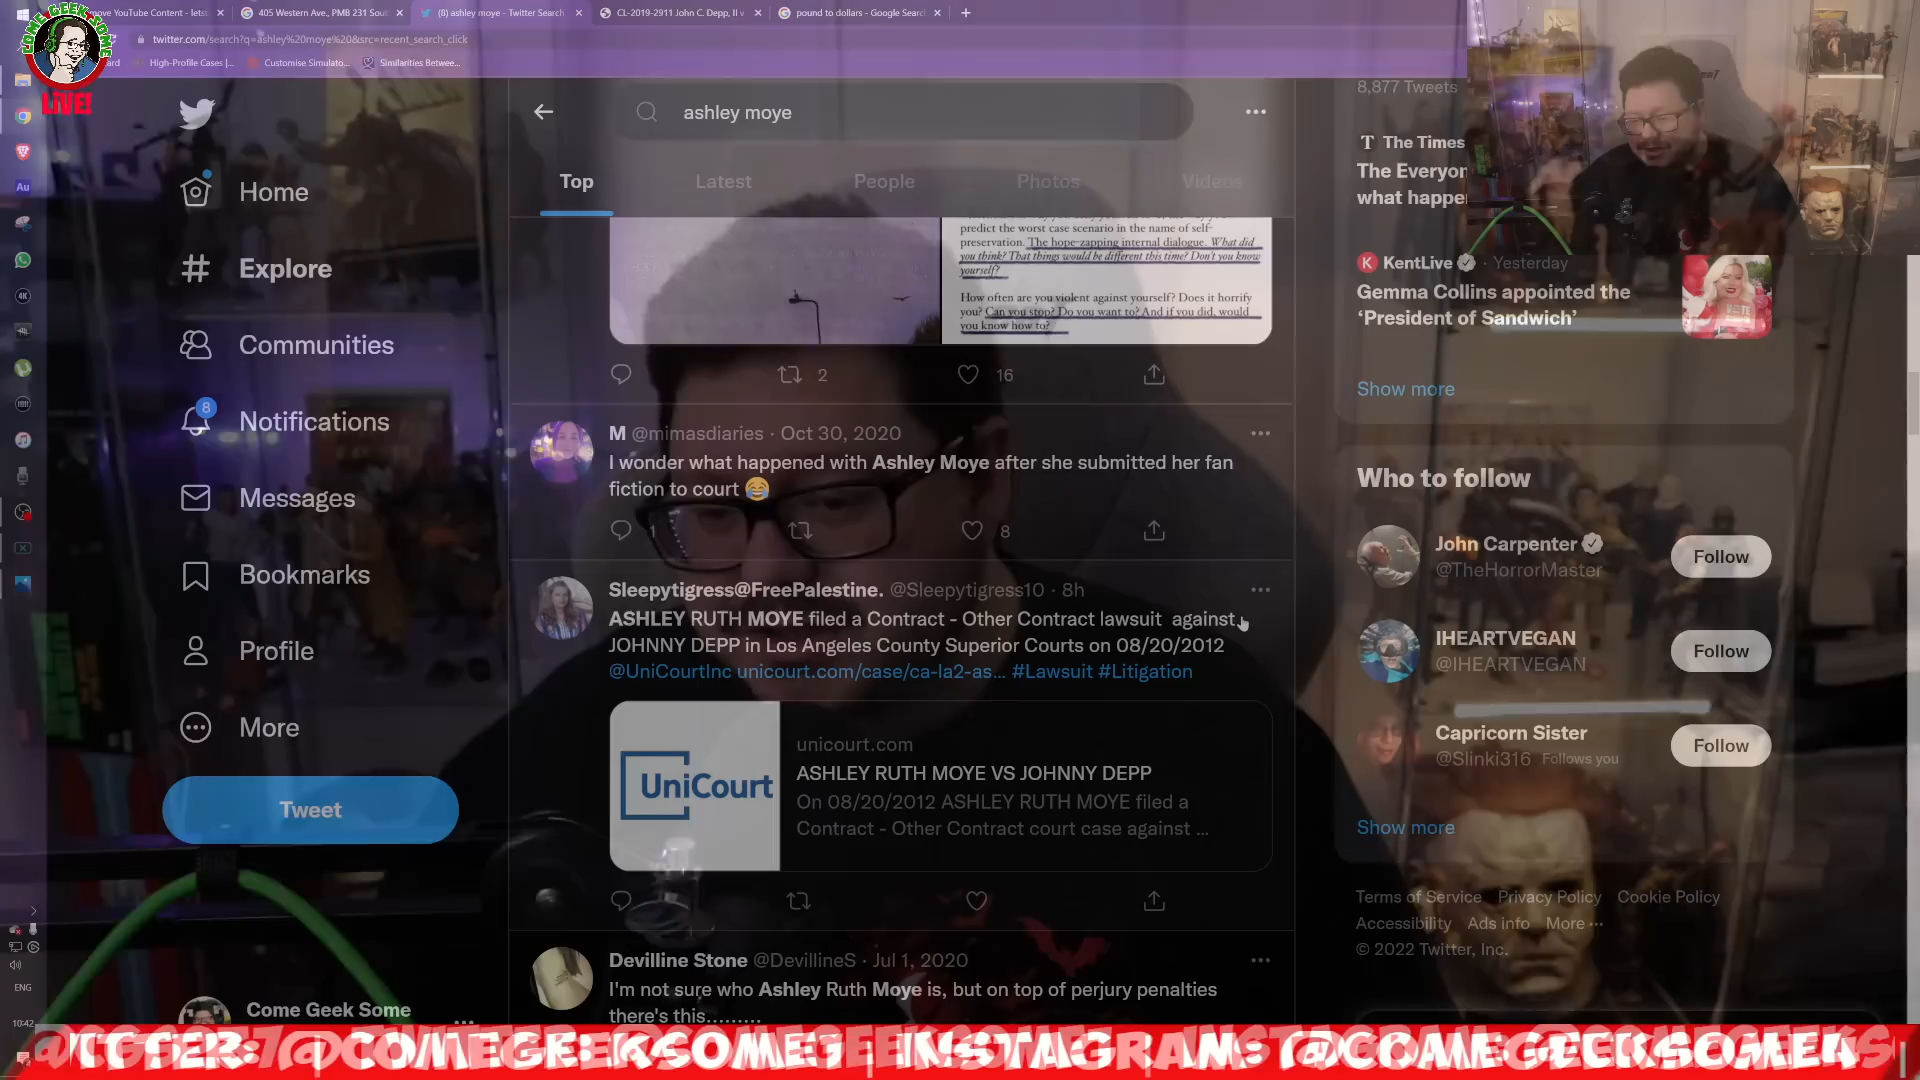 COME GEEK SOME
LIVE!
405 Western Ave., PMB 231 Sou
(8) ashley moye - Twitter Search
CL-2019-2911 John C. Depp, II v
pound to dollars - Google Searc
twitter.com/search?q=ashley%20moye%20&src=recent_search_click
High-Profile Cases |...
Customise Simulato...
Similarities Betwee...
ashley moye
Top
Latest
People
Photos
Videos
Home
Explore
Communities
8
Notifications
Messages
Bookmarks
Profile
More
Tweet
Come Geek Some
predict the worst case scenario in the name of self-
preservation. The hope-zapping internal dialogue. What did
you think? That things would be different this time? Don't you know
yourself?
How often are you violent against yourself? Does it horrify
you? Can you stop? Do you want to? And if you did, would
you know how to?
2
16
M @mimasdiaries · Oct 30, 2020
I wonder what happened with Ashley Moye after she submitted her fan
fiction to court 😂
1
8
Sleepytigress@FreePalestine. @Sleepytigress10 · 8h
ASHLEY RUTH MOYE filed a Contract - Other Contract lawsuit against
JOHNNY DEPP in Los Angeles County Superior Courts on 08/20/2012
@UniCourtInc unicourt.com/case/ca-la2-as... #Lawsuit #Litigation
UniCourt
unicourt.com
ASHLEY RUTH MOYE VS JOHNNY DEPP
On 08/20/2012 ASHLEY RUTH MOYE filed a
Contract - Other Contract court case against ...
Devilline Stone @DevillineS · Jul 1, 2020
I'm not sure who Ashley Ruth Moye is, but on top of perjury penalties
there's this.........
8,877 Tweets
The Times
The Everyon
what happe
KentLive · Yesterday
Gemma Collins appointed the
‘President of Sandwich’
Show more
Who to follow
John Carpenter
@TheHorrorMaster
Follow
IHEARTVEGAN
@IHEARTVEGAN
Follow
Capricorn Sister
@Slinki316 Follows you
Follow
Show more
Terms of Service Privacy Policy Cookie Policy
Accessibility Ads info More ···
© 2022 Twitter, Inc.
Au
4K
ENG
10:42